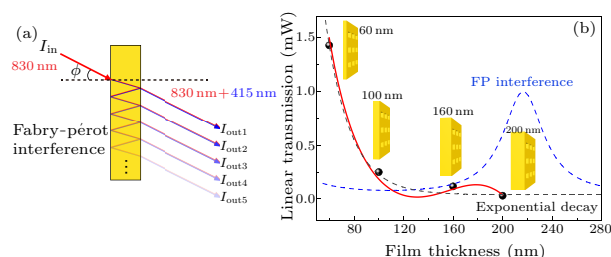 (a)
I_in
830 nm
ϕ
830 nm+415 nm
Fabry-pérot
interference
I_out1
I_out2
I_out3
I_out4
I_out5
(b)
Linear transmission (mW)
1.5
1.0
0.5
0.0
60 nm
100 nm
160 nm
200 nm
FP interference
Exponential decay
80
120
160
200
240
280
Film thickness (nm)